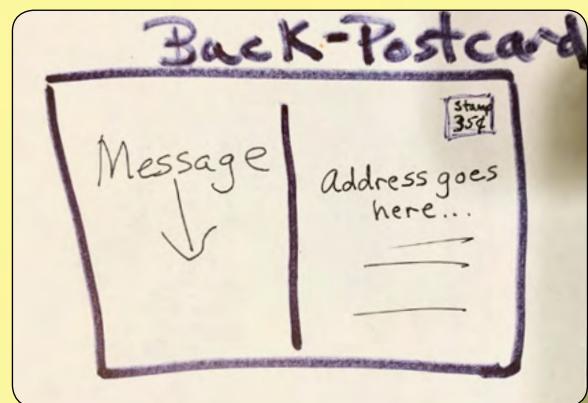 Back-Postcard
Message
Stamp
35¢
Address goes
here...